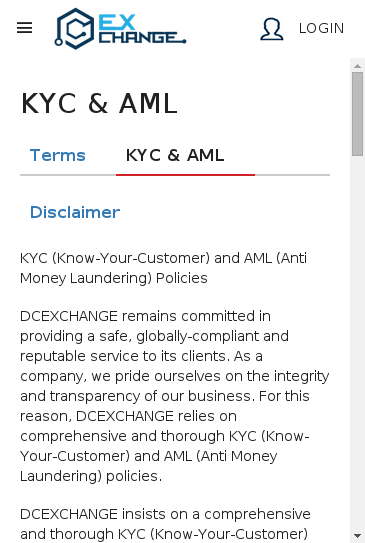 EX
CHANGE
LOGIN
KYC & AML
Terms
KYC & AML
Disclaimer
KYC (Know-Your-Customer) and AML (Anti
Money Laundering) Policies
DCEXCHANGE remains committed in
providing a safe, globally-compliant and
reputable service to its clients. As a
company, we pride ourselves on the integrity
and transparency of our business. For this
reason, DCEXCHANGE relies on
comprehensive and thorough KYC (Know-
Your-Customer) and AML (Anti Money
Laundering) policies.
DCEXCHANGE insists on a comprehensive
and thorough KYC (Know-Your-Customer)